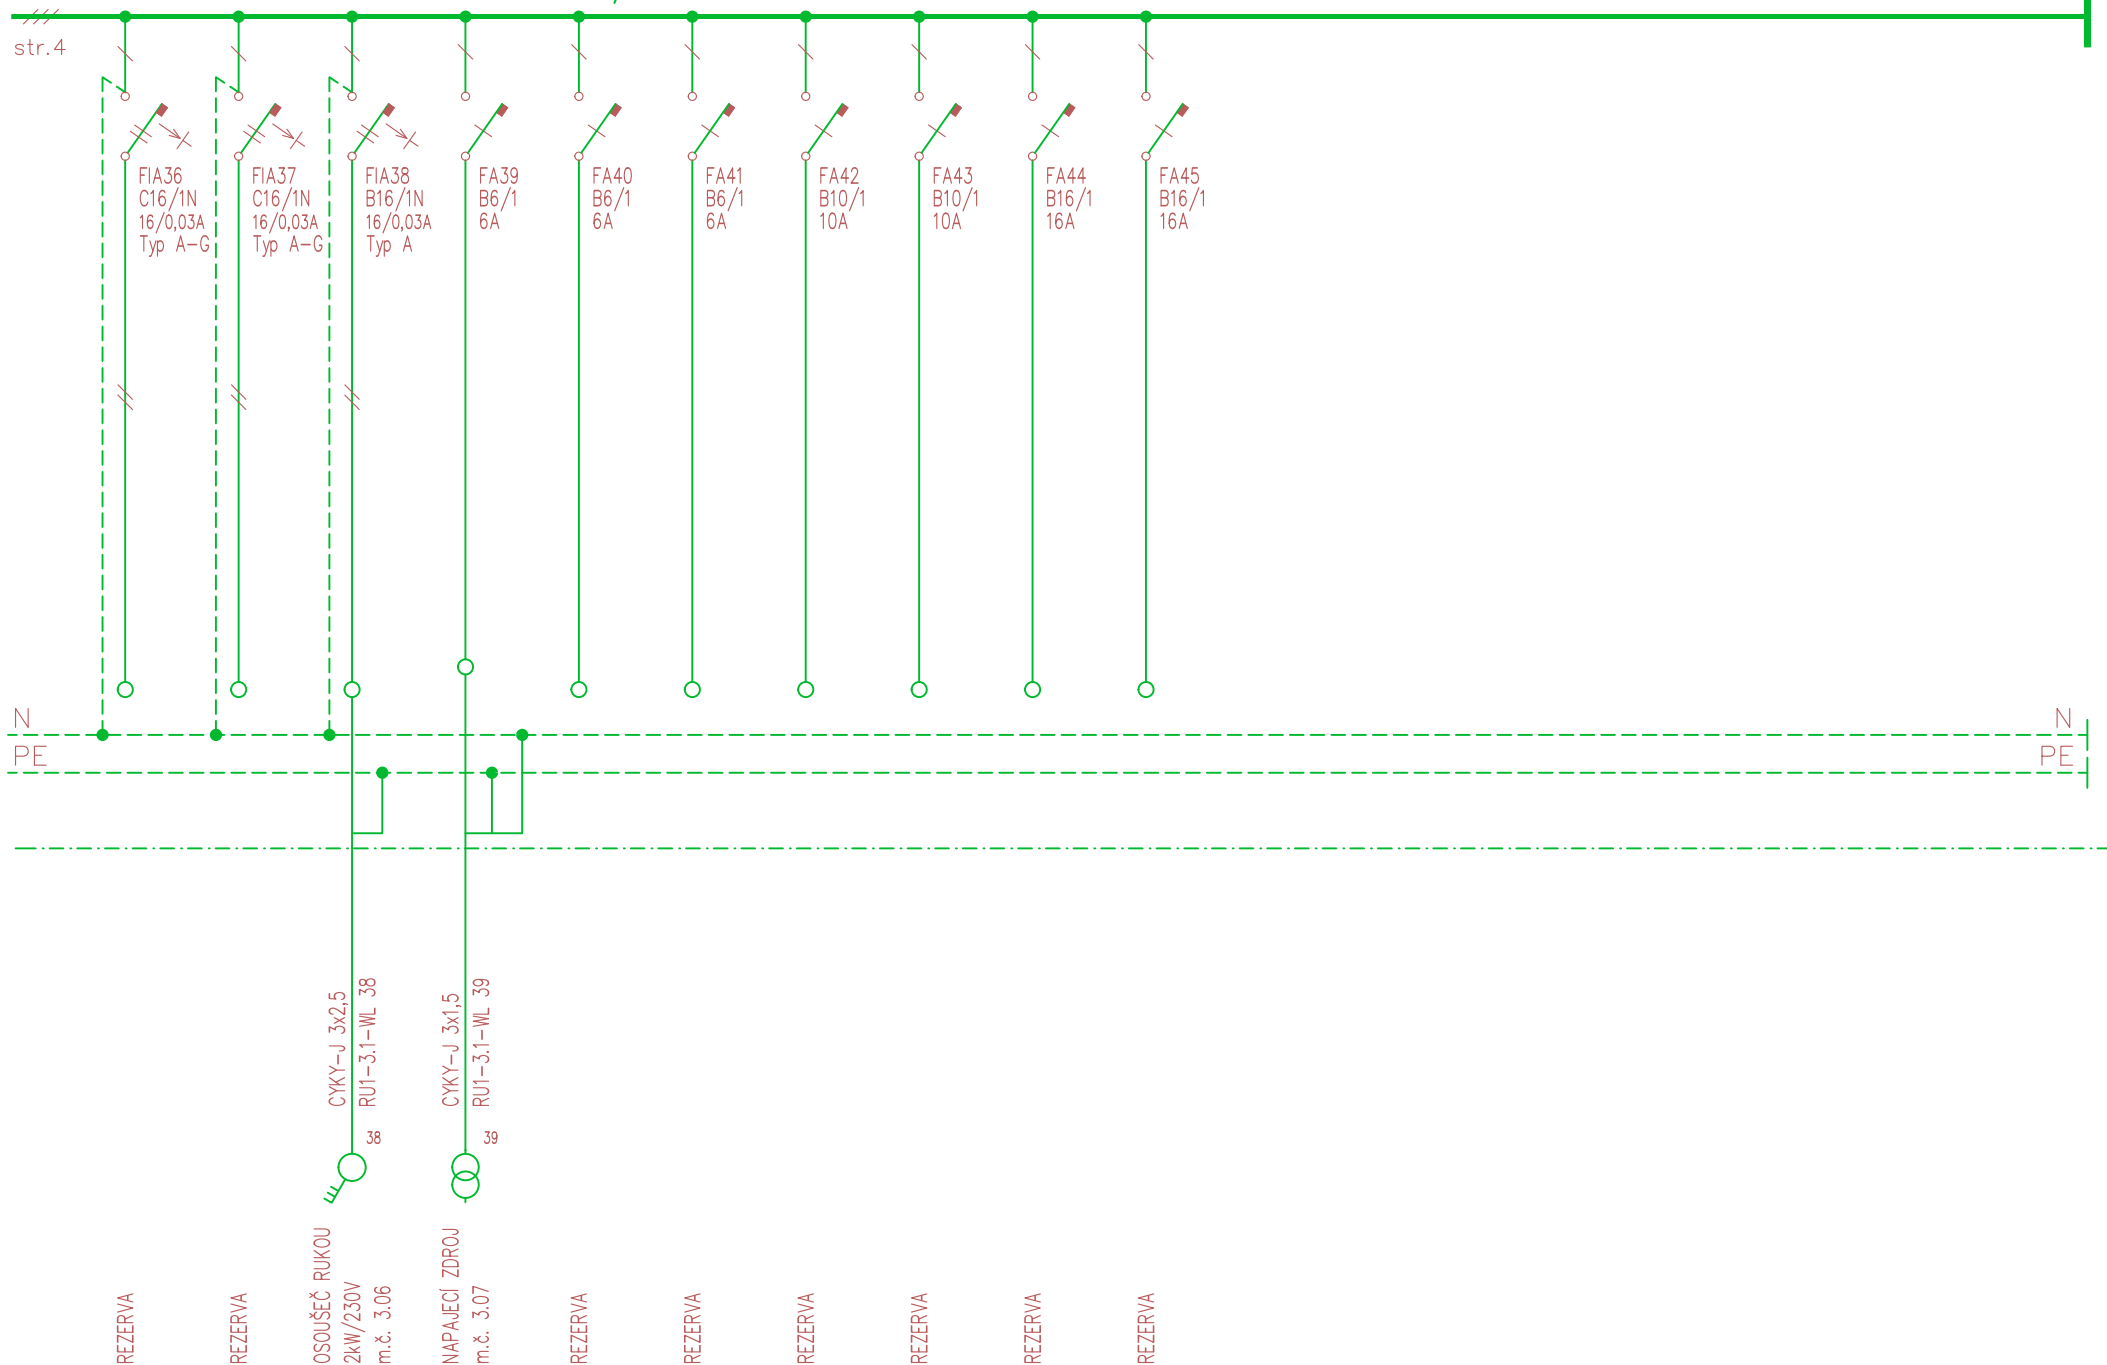 str.4
FIA36
C16/1N
16/0,03A
Typ A-G
FIA37
C16/1N
16/0,03A
Typ A-G
FIA38
B16/1N
16/0,03A
Typ A
FA39
B6/1
6A
FA40
B6/1
6A
FA41
B6/1
6A
FA42
B10/1
10A
FA43
B10/1
10A
FA44
B16/1
16A
FA45
B16/1
16A
N
N
PE
PE
CYKY-J 3x2,5
RU1-3.1-WL 38
CYKY-J 3x1,5
RU1-3.1-WL 39
38
39
REZERVA
REZERVA
OSOUŠEČ RUKOU
2kW/230V
m.č. 3.06
NAPAJECÍ ZDROJ
m.č. 3.07
REZERVA
REZERVA
REZERVA
REZERVA
REZERVA
REZERVA